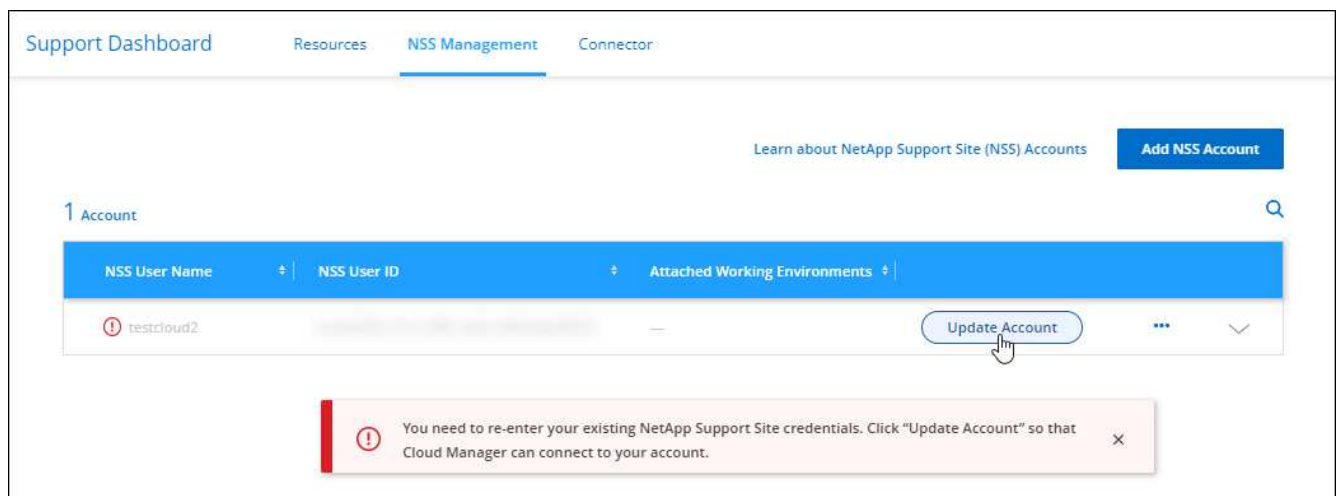 Support Dashboard Resources NSS Management Connector
Learn about NetApp Support Site (NSS) Accounts Add NSS Account
1 Account
NSS User Name NSS User ID Attached Working Environments
testcloud2 — Update Account ...
You need to re-enter your existing NetApp Support Site credentials. Click “Update Account” so that
Cloud Manager can connect to your account.